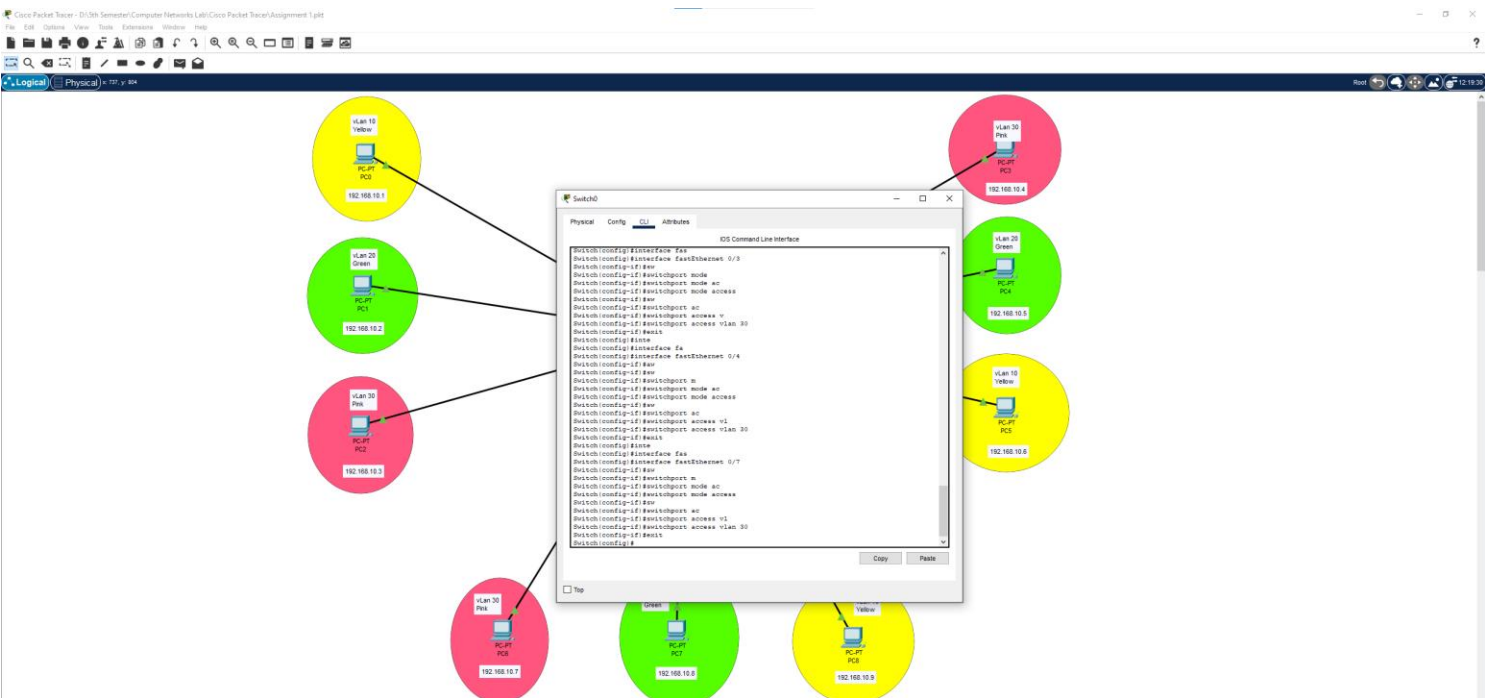 Cisco Packet Tracer - D:\5th Semester\Computer Networks Lab\Cisco Packet Tracer\Assignment 1.pkt
File Edit Options View Tools Extensions Window Help
?
Logical Physical x: 737, y: 804
Root 12:19:30
vLan 10
Yellow
PC-PT
PC0
192.168.10.1
vLan 20
Green
PC-PT
PC1
192.168.10.2
vLan 30
Pink
PC-PT
PC2
192.168.10.3
vLan 30
Pink
PC-PT
PC3
192.168.10.4
vLan 20
Green
PC-PT
PC4
192.168.10.5
vLan 10
Yellow
PC-PT
PC5
192.168.10.6
Switch0
Physical Config CLI Attributes
IOS Command Line Interface
Switch(config)#interface fas
Switch(config)#interface fastEthernet 0/3
Switch(config-if)#sw
Switch(config-if)#switchport mode
Switch(config-if)#switchport mode ac
Switch(config-if)#switchport mode access
Switch(config-if)#sw
Switch(config-if)#switchport ac
Switch(config-if)#switchport access v
Switch(config-if)#switchport access vlan 30
Switch(config-if)#exit
Switch(config)#inte
Switch(config)#interface fa
Switch(config)#interface fastEthernet 0/4
Switch(config-if)#sw
Switch(config-if)#sw
Switch(config-if)#switchport m
Switch(config-if)#switchport mode ac
Switch(config-if)#switchport mode access
Switch(config-if)#sw
Switch(config-if)#switchport ac
Switch(config-if)#switchport access vl
Switch(config-if)#switchport access vlan 30
Switch(config-if)#exit
Switch(config)#inte
Switch(config)#interface fas
Switch(config)#interface fastEthernet 0/7
Switch(config-if)#sw
Switch(config-if)#switchport m
Switch(config-if)#switchport mode ac
Switch(config-if)#switchport mode access
Switch(config-if)#sw
Switch(config-if)#switchport ac
Switch(config-if)#switchport access vl
Switch(config-if)#switchport access vlan 30
Switch(config-if)#exit
Switch(config)#
Copy Paste
Top
vLan 30
Pink
PC-PT
PC6
192.168.10.7
Green
PC-PT
PC7
192.168.10.8
Yellow
PC-PT
PC8
192.168.10.9